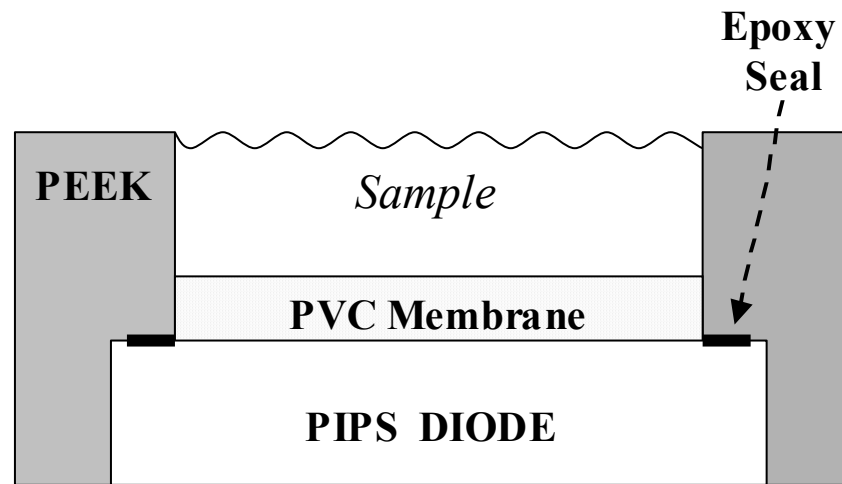 Epoxy
Seal
PEEK
Sample
PVC Membrane
PIPS DIODE